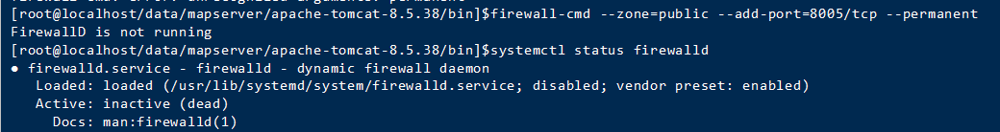 [root@localhost/data/mapserver/apache-tomcat-8.5.38/bin]$firewall-cmd --zone=public --add-port=8005/tcp --permanent
FirewallD is not running
[root@localhost/data/mapserver/apache-tomcat-8.5.38/bin]$systemctl status firewalld
● firewalld.service - firewalld - dynamic firewall daemon
   Loaded: loaded (/usr/lib/systemd/system/firewalld.service; disabled; vendor preset: enabled)
   Active: inactive (dead)
     Docs: man:firewalld(1)